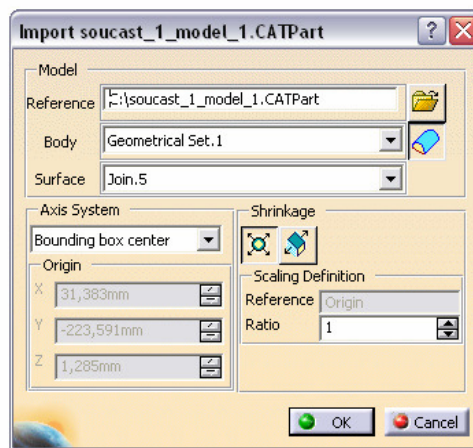 Import soucast_1_model_1.CATPart
Model
Reference C:\soucast_1_model_1.CATPart
Body Geometrical Set.1
Surface Join.5
Axis System
Bounding box center
Origin
X 31,383mm
Y -223,591mm
Z 1,285mm
Shrinkage
Scaling Definition
Reference Origin
Ratio 1
OK Cancel